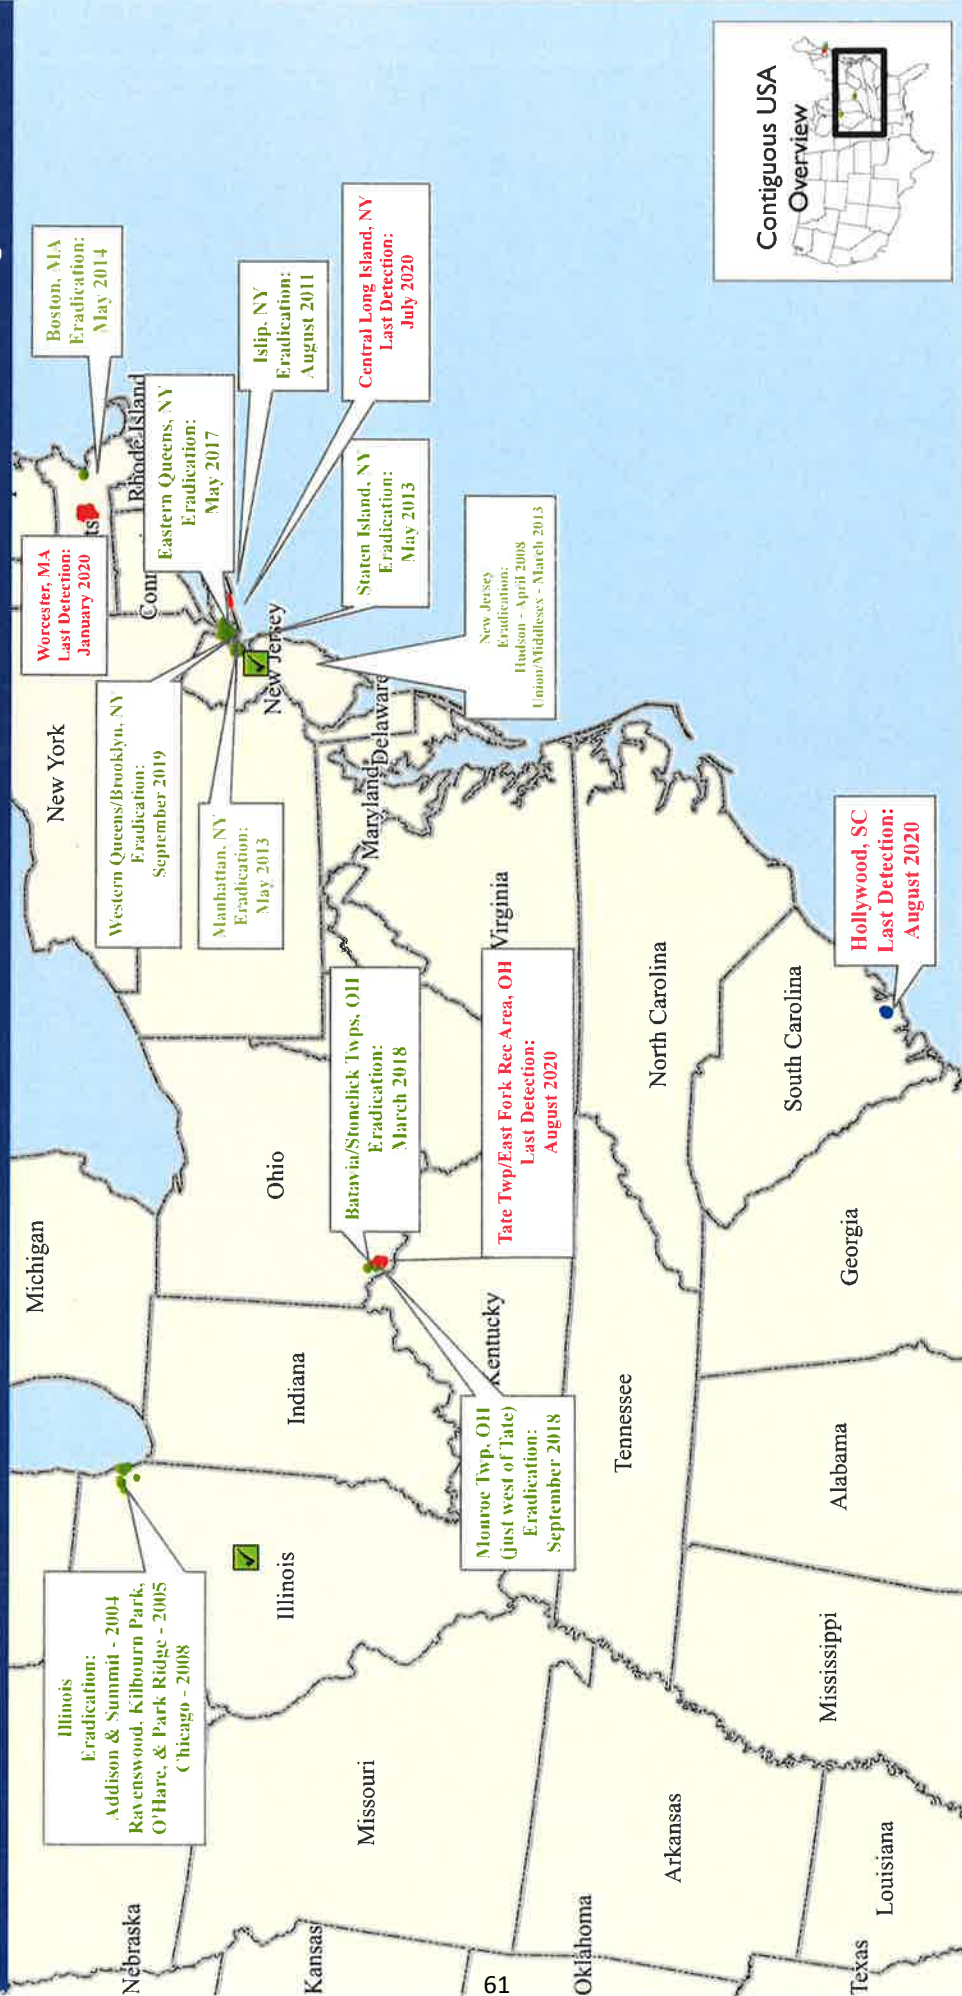 Illinois
Eradication:
Addison & Summit - 2004
Ravenswood, Kilbourn Park,
O'Hare, & Park Ridge - 2005
Chicago - 2008
Michigan
New York
Worcester, MA
Last Detection:
January 2020
ts
Boston, MA
Eradication:
May 2014
Western Queens/Brooklyn, NY
Eradication:
September 2019
Conn
Rhode Island
Eastern Queens, NY
Eradication:
May 2017
Manhattan, NY
Eradication:
May 2013
Islip, NY
Eradication:
August 2011
Central Long Island, NY
Last Detection:
July 2020
Staten Island, NY
Eradication:
May 2013
New Jersey
New Jersey
Eradication:
Hudson - April 2008
Union/Middlesex - March 2013
Nebraska
Illinois
Indiana
Ohio
Maryland
Delaware
Batavia/Stonelick Twps, OH
Eradication:
March 2018
Kansas
Missouri
Kentucky
Virginia
Monroe Twp, OH
(just west of Tate)
Eradication:
September 2018
Tate Twp/East Fork Rec Area, OH
Last Detection:
August 2020
Oklahoma
Arkansas
Tennessee
North Carolina
Texas
Louisiana
Mississippi
Alabama
Georgia
South Carolina
Hollywood, SC
Last Detection:
August 2020
Contiguous USA
Overview
61